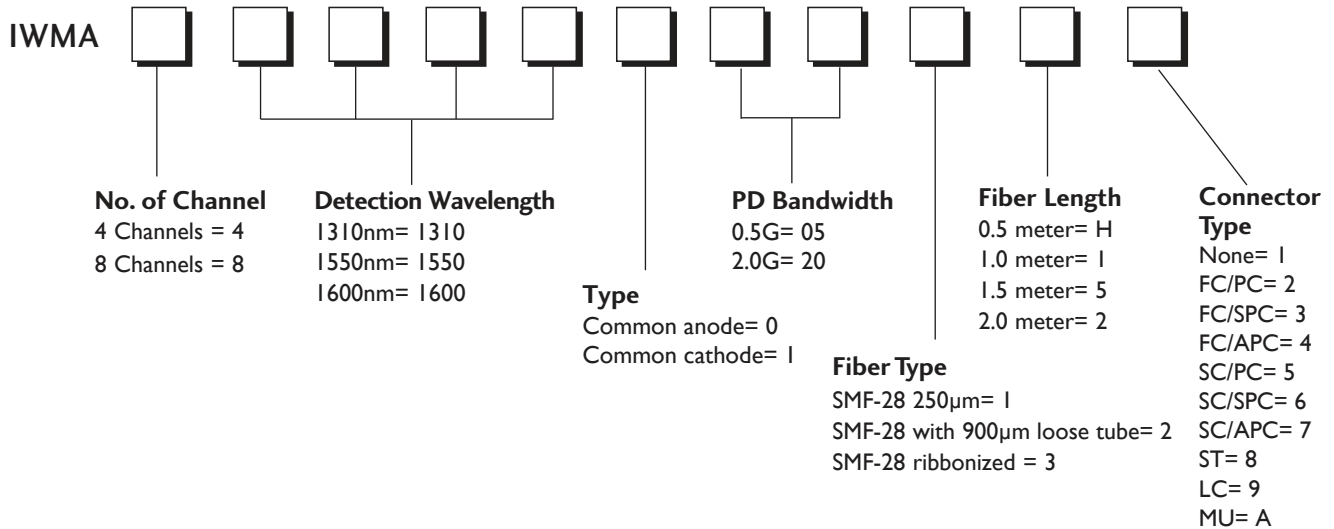 IWMA
No. of Channel
4 Channels = 4
8 Channels = 8
Detection Wavelength
1310nm= 1310
1550nm= 1550
1600nm= 1600
Type
Common anode= 0
Common cathode= 1
PD Bandwidth
0.5G= 05
2.0G= 20
Fiber Type
SMF-28 250µm= 1
SMF-28 with 900µm loose tube= 2
SMF-28 ribbonized = 3
Fiber Length
0.5 meter= H
1.0 meter= 1
1.5 meter= 5
2.0 meter= 2
Connector
Type
None= 1
FC/PC= 2
FC/SPC= 3
FC/APC= 4
SC/PC= 5
SC/SPC= 6
SC/APC= 7
ST= 8
LC= 9
MU= A